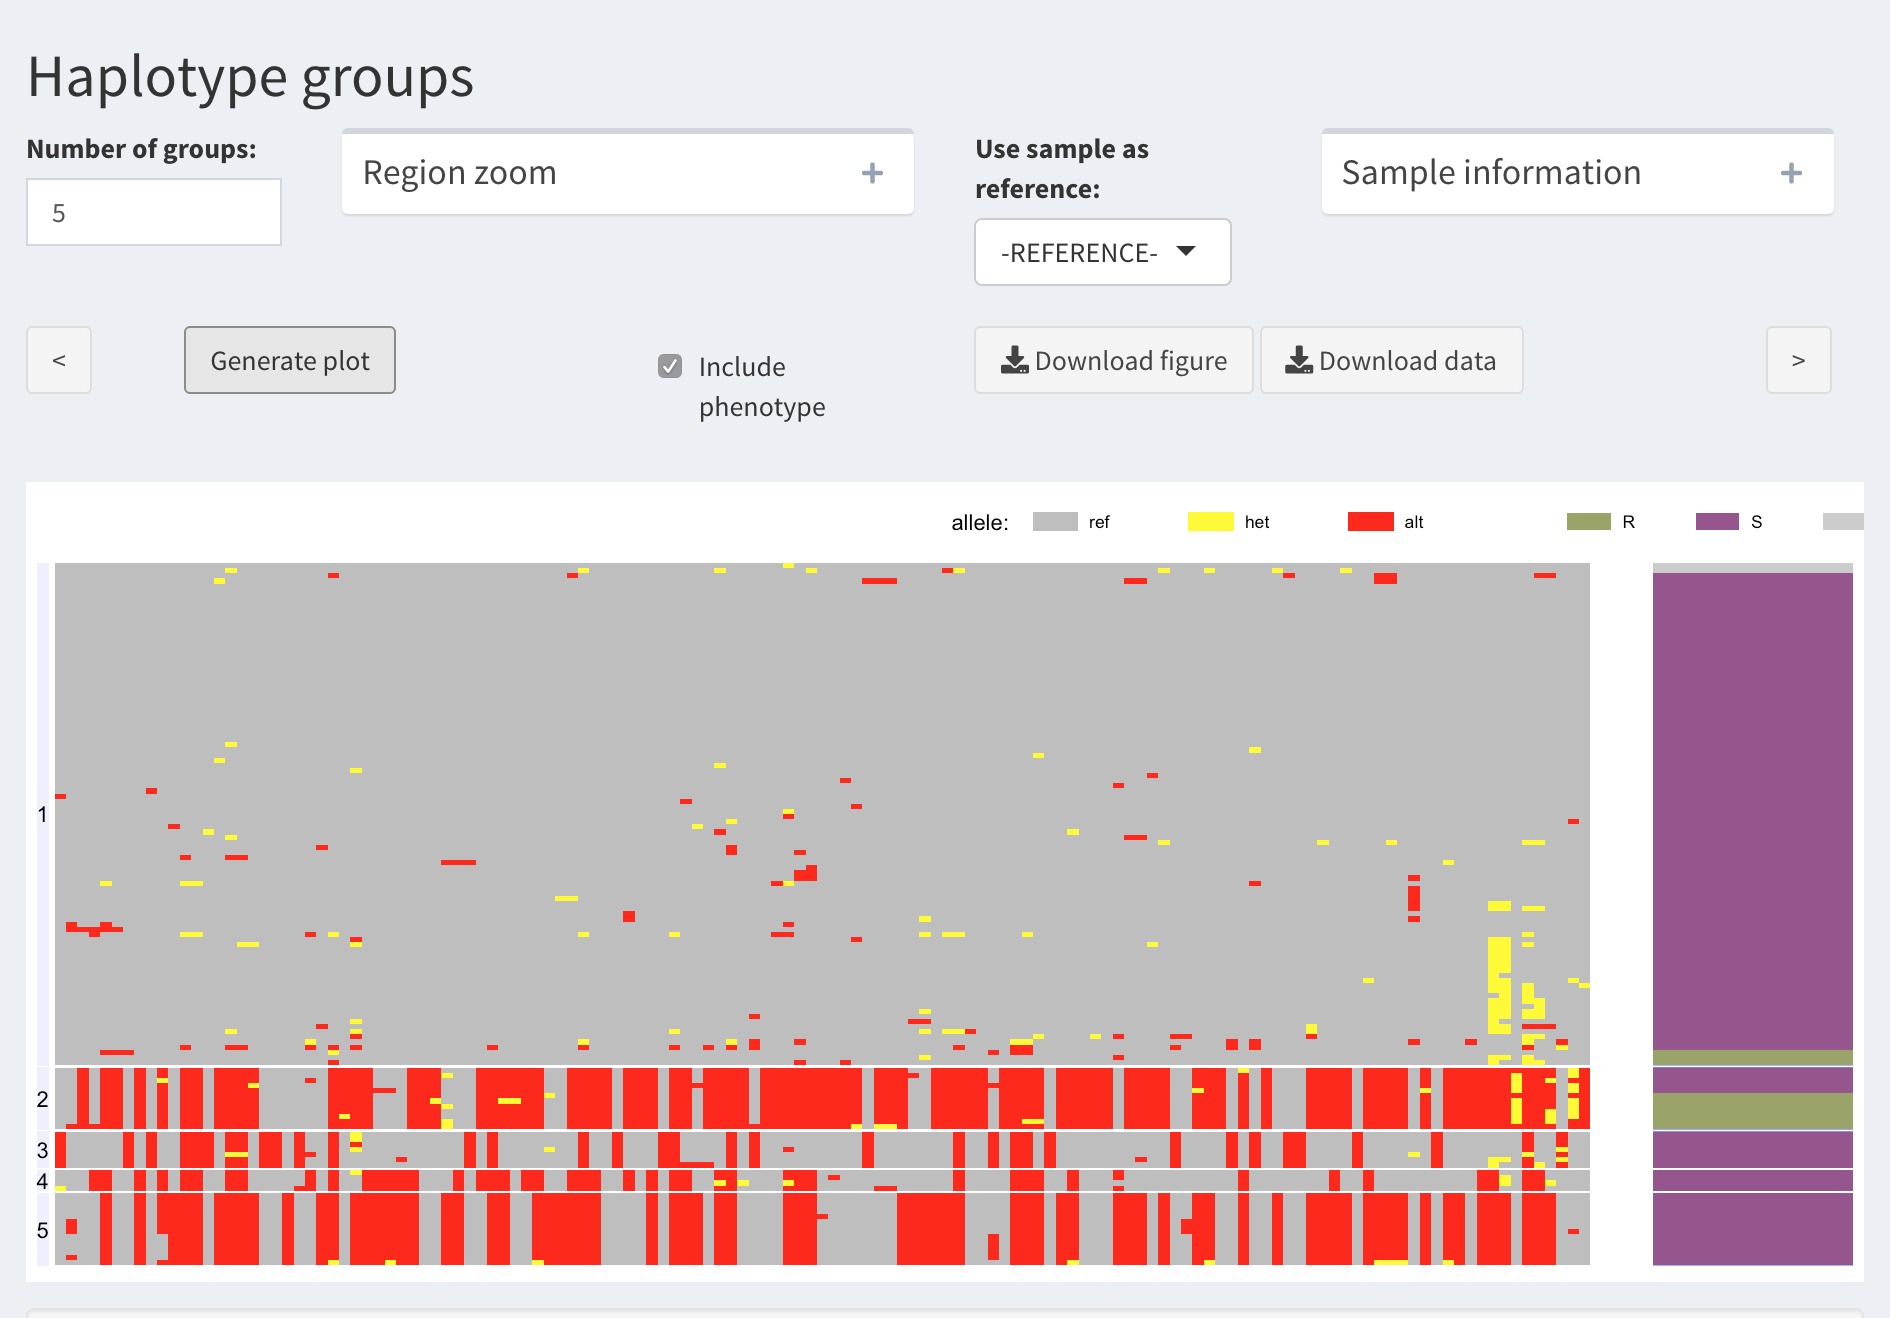 Haplotype groups
Number of groups:
5
Region zoom
Use sample as
reference:
-REFERENCE-
Sample information
<
Generate plot
Include
phenotype
Download figure
Download data
>
allele:
ref
het
alt
R
S
1
2
3
4
5